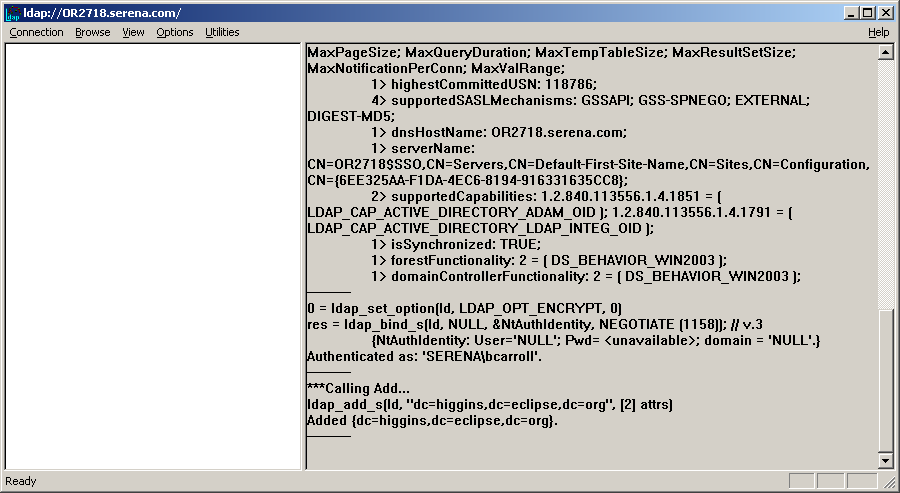 ldap://OR2718.serena.com/
Connection Browse View Options Utilities Help
MaxPageSize; MaxQueryDuration; MaxTempTableSize; MaxResultSetSize;
MaxNotificationPerConn; MaxValRange;
1> highestCommittedUSN: 118786;
4> supportedSASLMechanisms: GSSAPI; GSS-SPNEGO; EXTERNAL;
DIGEST-MD5;
1> dnsHostName: OR2718.serena.com;
1> serverName:
CN=OR2718$SSO,CN=Servers,CN=Default-First-Site-Name,CN=Sites,CN=Configuration,
CN={6EE325AA-F1DA-4EC6-8194-916331635CC8};
2> supportedCapabilities: 1.2.840.113556.1.4.1851 = (
LDAP_CAP_ACTIVE_DIRECTORY_ADAM_OID ); 1.2.840.113556.1.4.1791 = (
LDAP_CAP_ACTIVE_DIRECTORY_LDAP_INTEG_OID );
1> isSynchronized: TRUE;
1> forestFunctionality: 2 = ( DS_BEHAVIOR_WIN2003 );
1> domainControllerFunctionality: 2 = ( DS_BEHAVIOR_WIN2003 );
0 = ldap_set_option(ld, LDAP_OPT_ENCRYPT, 0)
res = ldap_bind_s(ld, NULL, &NtAuthIdentity, NEGOTIATE (1158)); // v.3
{NtAuthIdentity: User='NULL'; Pwd= <unavailable>; domain = 'NULL'.}
Authenticated as: 'SERENA\bcarroll'.
***Calling Add...
ldap_add_s(ld, "dc=higgins,dc=eclipse,dc=org", [2] attrs)
Added {dc=higgins,dc=eclipse,dc=org}.
Ready